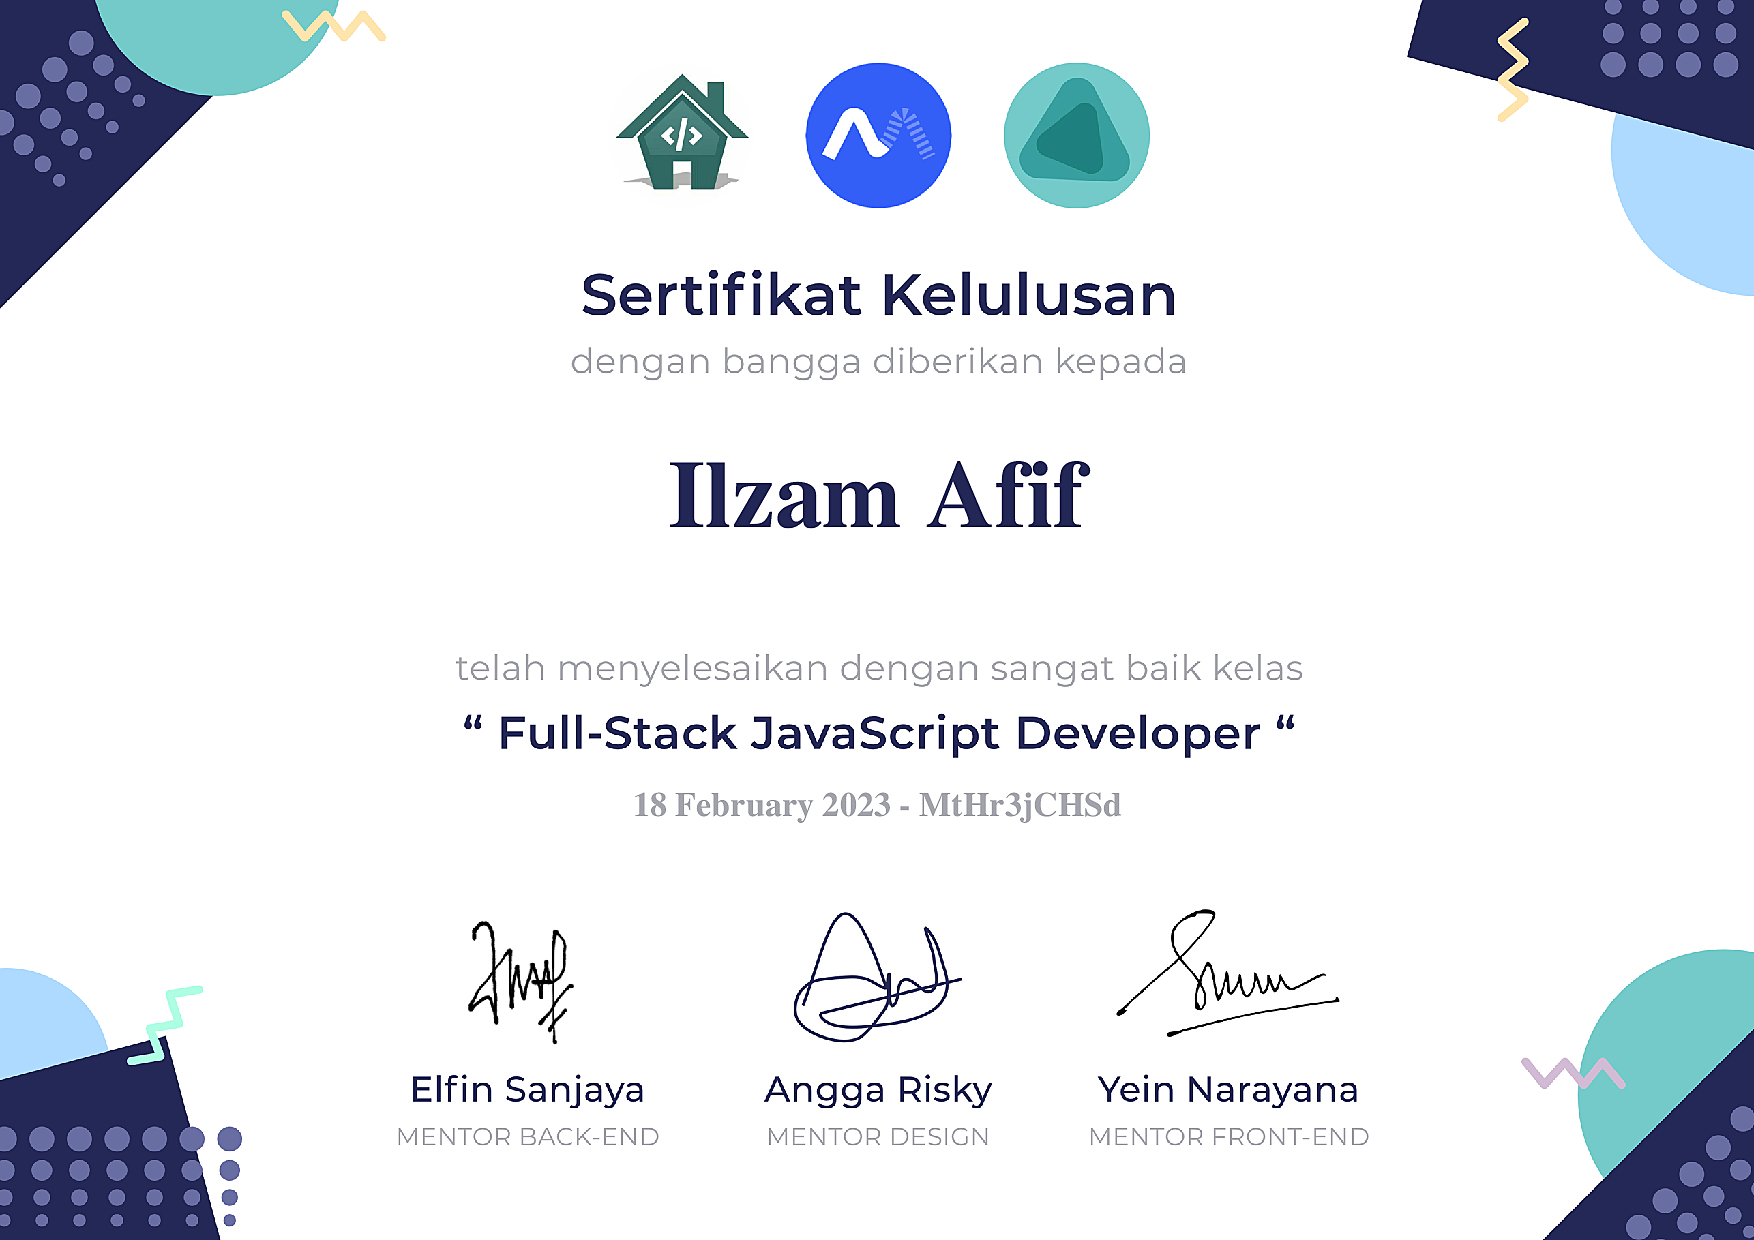 </>
Sertifikat Kelulusan
dengan bangga diberikan kepada
Ilzam Afif
telah menyelesaikan dengan sangat baik kelas
“ Full-Stack JavaScript Developer “
18 February 2023 - MtHr3jCHSd
Elfin Sanjaya Angga Risky Yein Narayana
MENTOR BACK-END MENTOR DESIGN MENTOR FRONT-END